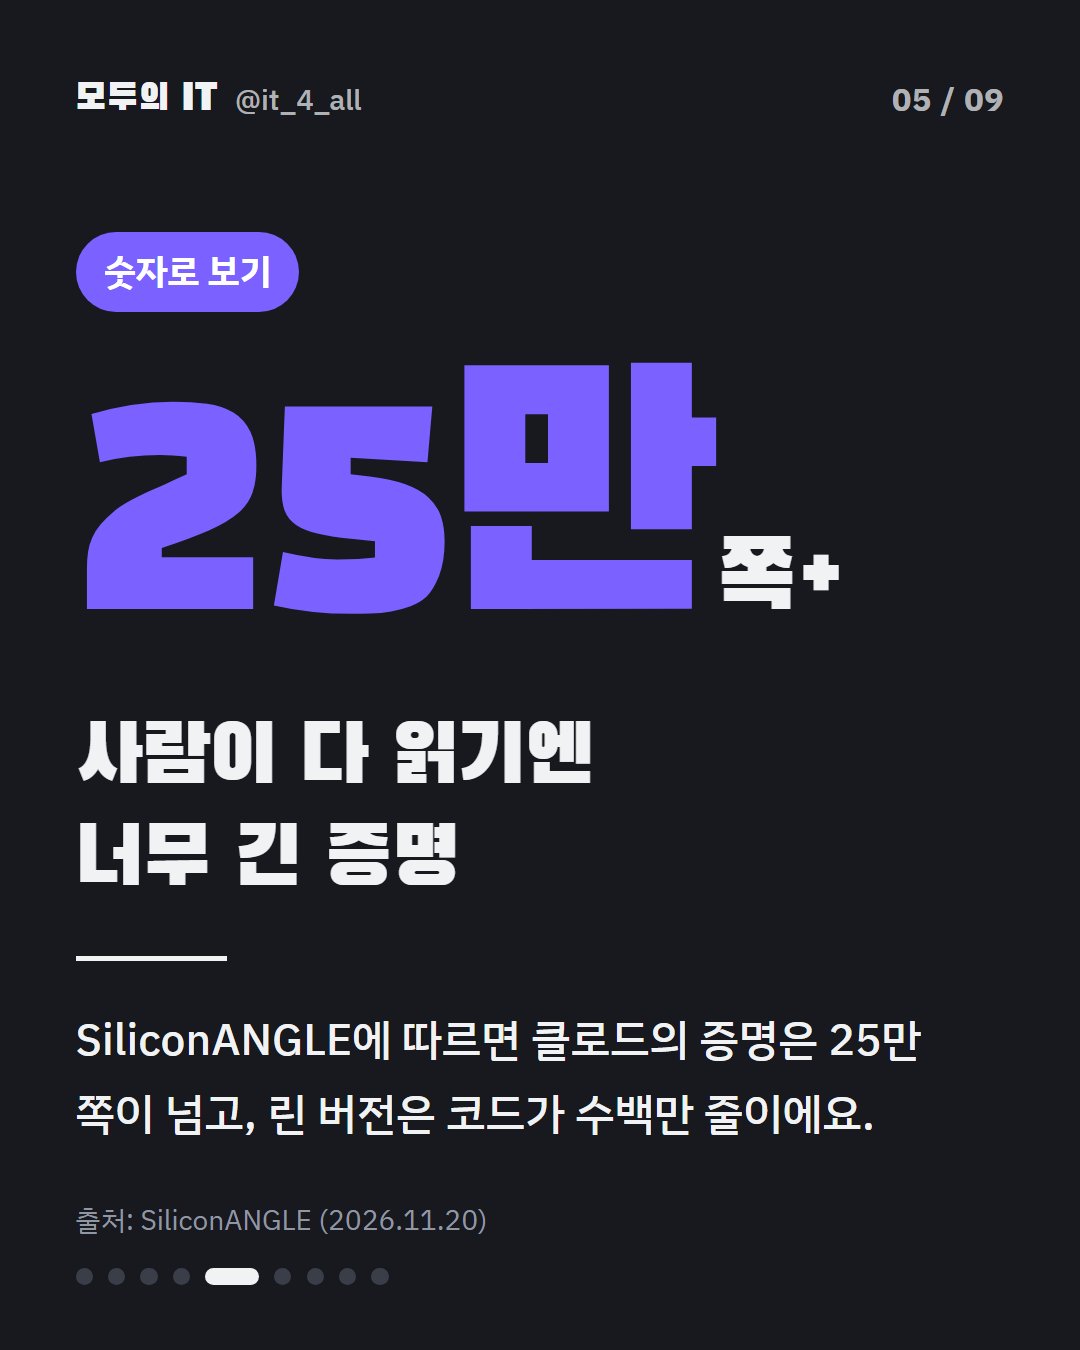 모두의 IT @it_4_all
05 / 09
숫자로 보기
25만쪽+
사람이 다 읽기엔
너무 긴 증명
SiliconANGLE에 따르면 클로드의 증명은 25만
쪽이 넘고, 린 버전은 코드가 수백만 줄이에요.
출처: SiliconANGLE (2026.11.20)